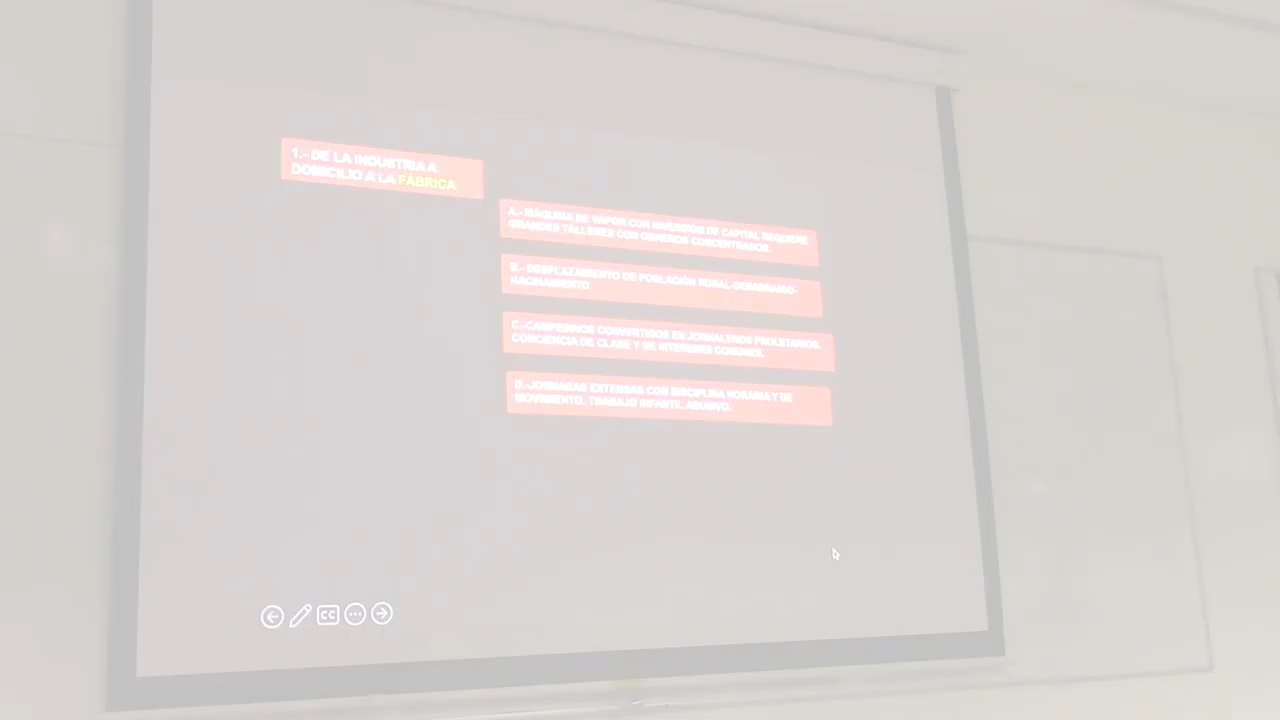 1.- DE LA INDUSTRIA A
DOMICILIO A LA FÁBRICA
A.- MÁQUINA DE VAPOR CON INVERSIÓN DE CAPITAL REQUIERE
GRANDES TALLERES CON OBREROS CONCENTRADOS.
B.- DESPLAZAMIENTO DE POBLACIÓN RURAL-DESARRAIGO-
HACINAMIENTO
C.-CAMPESINOS CONVERTIDOS EN JORNALEROS PROLETARIOS.
CONCIENCIA DE CLASE Y DE INTERESES COMUNES.
D.-JORNADAS EXTENSAS CON DISCIPLINA HORARIA Y DE
MOVIMIENTO. TRABAJO INFANTIL ABUSIVO.
CC